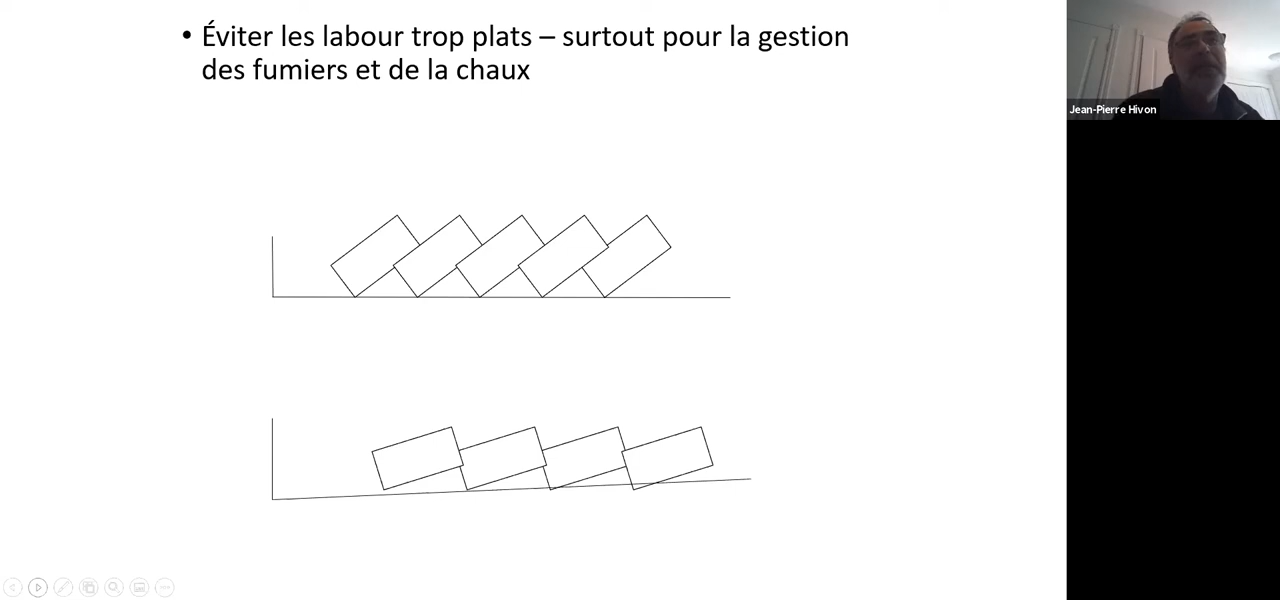 • Éviter les labour trop plats – surtout pour la gestion
des fumiers et de la chaux
Jean-Pierre Hivon